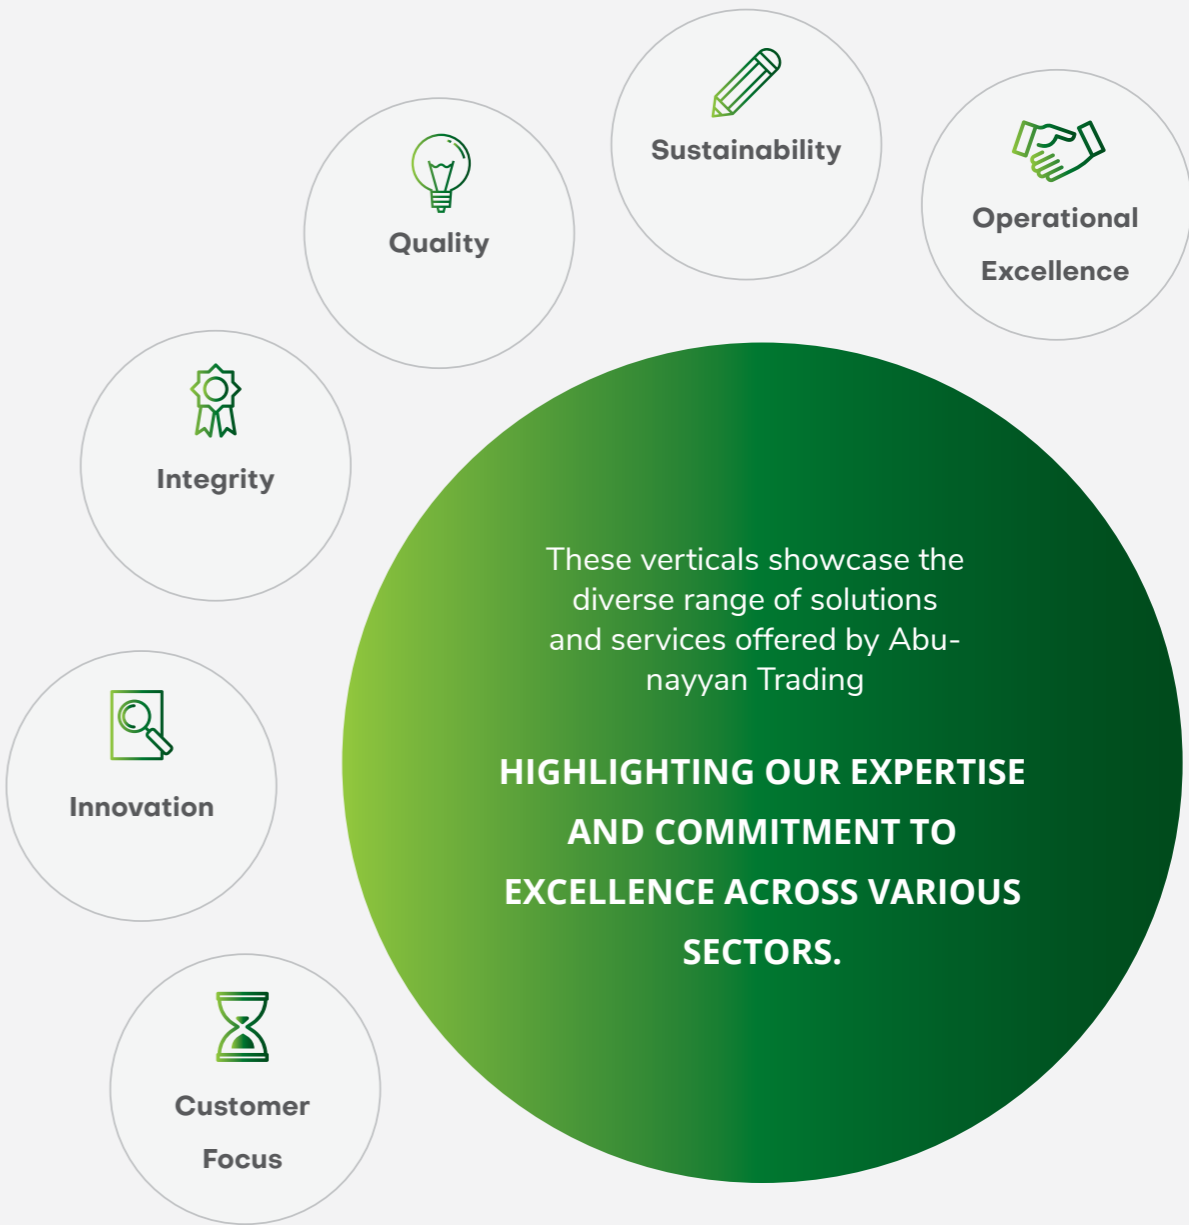 Sustainability
Operational
Excellence
Quality
Integrity
Innovation
Customer
Focus
These verticals showcase the
diverse range of solutions
and services offered by Abu-
nayyan Trading
HIGHLIGHTING OUR EXPERTISE
AND COMMITMENT TO
EXCELLENCE ACROSS VARIOUS
SECTORS.